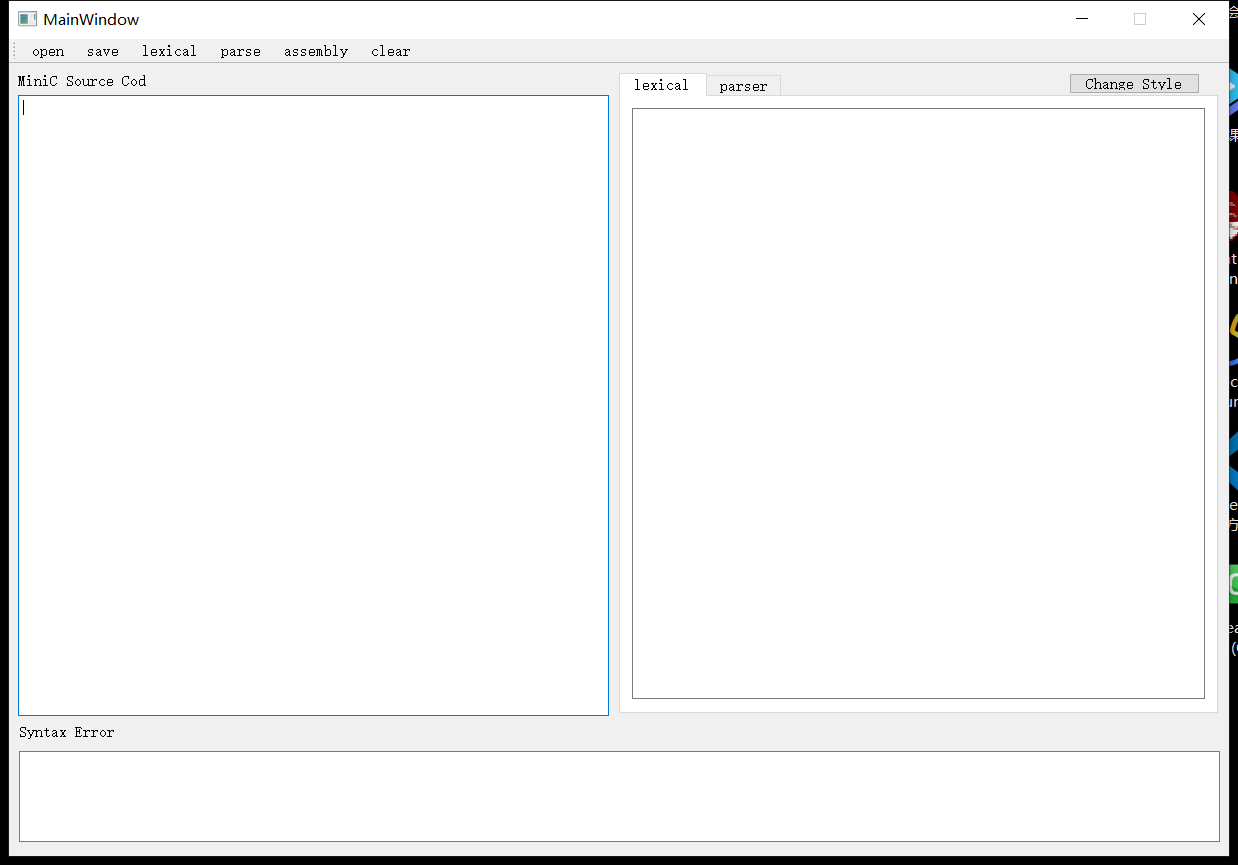 MainWindow
open save lexical parse assembly clear
MiniC Source Cod
lexical parser Change Style
Syntax Error